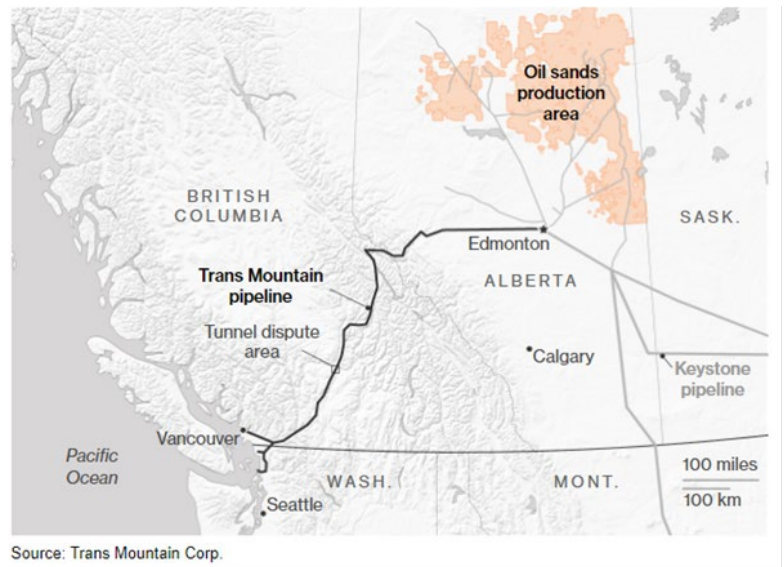 Oil sands
production
area
BRITISH
COLUMBIA
SASK.
Edmonton
Trans Mountain
pipeline
ALBERTA
Tunnel dispute
area
Calgary
Keystone
pipeline
Vancouver
Pacific
Ocean
WASH.
MONT.
100 miles
100 km
Seattle
Source: Trans Mountain Corp.